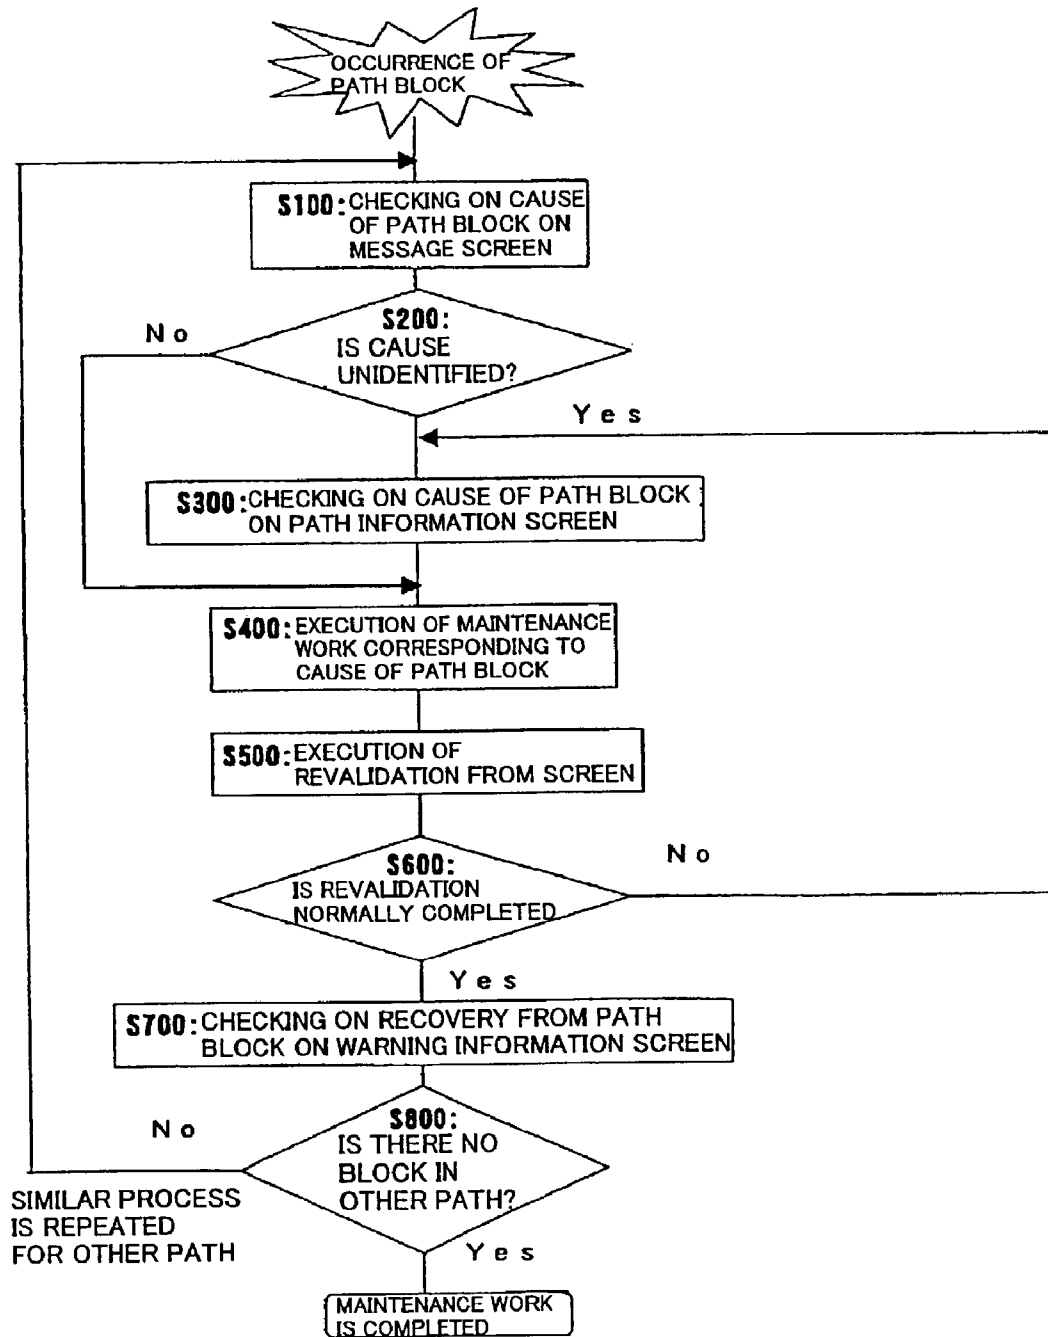 OCCURRENCE OF
PATH BLOCK
S100: CHECKING ON CAUSE
OF PATH BLOCK ON
MESSAGE SCREEN
S200:
IS CAUSE
UNIDENTIFIED?
No
Yes
S300: CHECKING ON CAUSE OF PATH BLOCK
ON PATH INFORMATION SCREEN
S400: EXECUTION OF MAINTENANCE
WORK CORRESPONDING TO
CAUSE OF PATH BLOCK
S500: EXECUTION OF
REVALIDATION FROM SCREEN
S600:
IS REVALIDATION
NORMALLY COMPLETED
No
Yes
S700: CHECKING ON RECOVERY FROM PATH
BLOCK ON WARNING INFORMATION SCREEN
S800:
IS THERE NO
BLOCK IN
OTHER PATH?
No
SIMILAR PROCESS
IS REPEATED
FOR OTHER PATH
Yes
MAINTENANCE WORK
IS COMPLETED